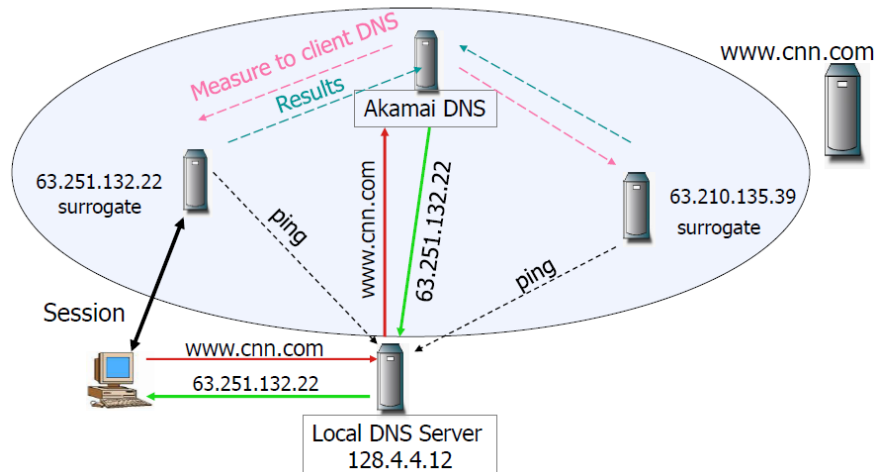 www.cnn.com
Measure to client DNS
Results
Akamai DNS
63.251.132.22
surrogate
63.210.135.39
surrogate
ping
www.cnn.com
63.251.132.22
ping
Session
www.cnn.com
63.251.132.22
Local DNS Server
128.4.4.12